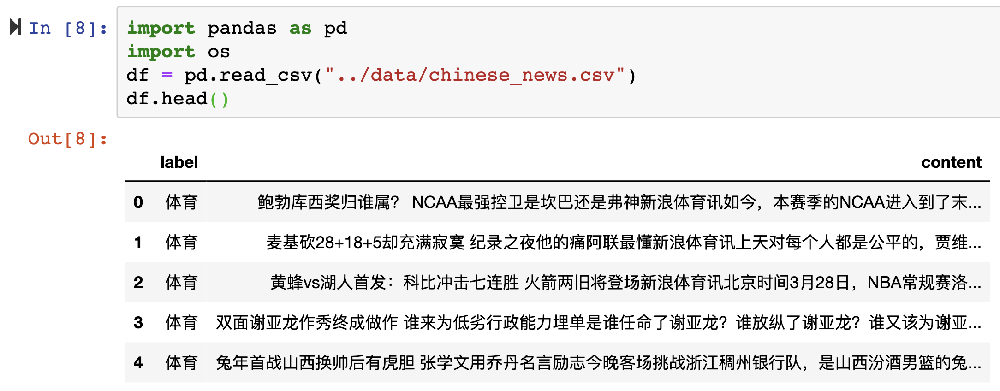 In [8]:
import pandas as pd
import os
df = pd.read_csv("../data/chinese_news.csv")
df.head()
Out[8]:
label content
0 体育 鲍勃库西奖归谁属？ NCAA最强控卫是坎巴还是弗神新浪体育讯如今，本赛季的NCAA进入到了末...
1 体育 麦基砍28+18+5却充满寂寞 纪录之夜他的痛阿联最懂新浪体育讯上天对每个人都是公平的，贾维...
2 体育 黄蜂vs湖人首发：科比冲击七连胜 火箭两旧将登场新浪体育讯北京时间3月28日，NBA常规赛洛...
3 体育 双面谢亚龙作秀终成做作 谁来为低劣行政能力埋单是谁任命了谢亚龙？谁放纵了谢亚龙？谁又该为谢亚...
4 体育 兔年首战山西换帅后有虎胆 张学文用乔丹名言励志今晚客场挑战浙江稠州银行队，是山西汾酒男篮的兔...